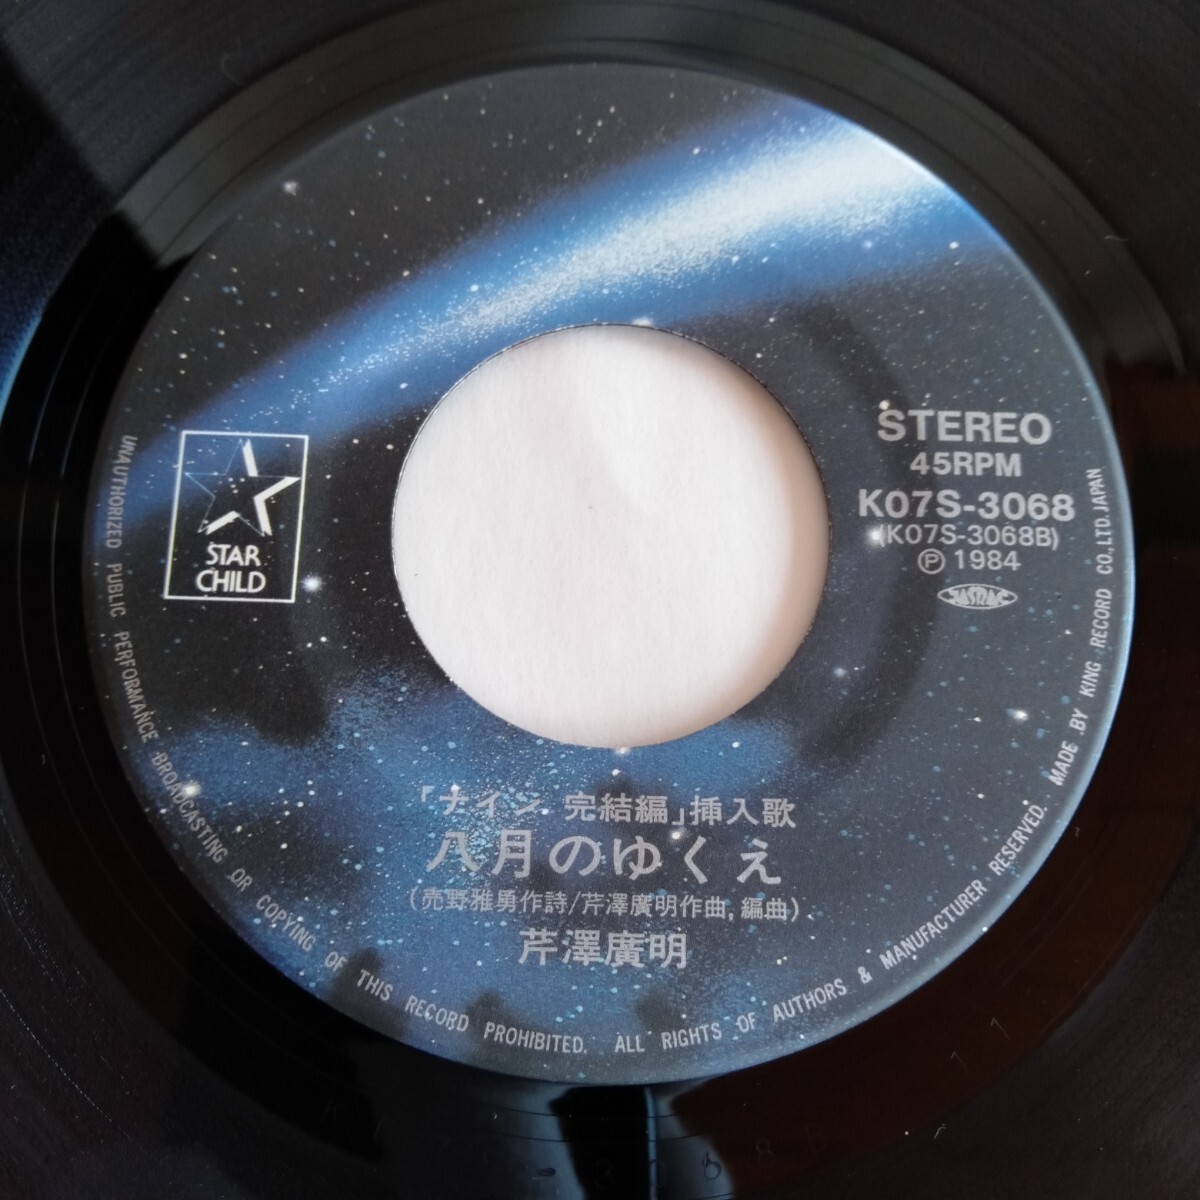 STAR
CHILD
STEREO
45RPM
K07S-3068
(K07S-3068B)
Ⓟ 1984
JASRAC
「ナイン 完結編」挿入歌
八月のゆくえ
(売野雅勇作詩/芹澤廣明作曲,編曲)
芹澤廣明
UNAUTHORIZED PUBLIC PERFORMANCE BROADCASTING OR COPYING OF THIS RECORD PROHIBITED. ALL RIGHTS OF AUTHORS & MANUFACTURER RESERVED. MADE BY KING RECORD CO.,LTD.JAPAN